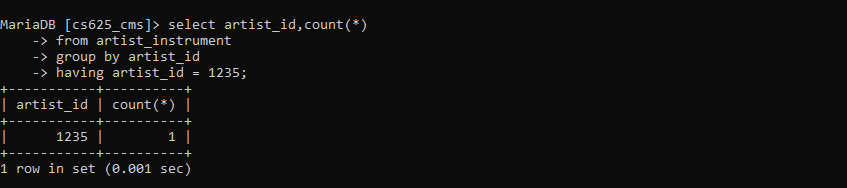 MariaDB [cs625_cms]> select artist_id,count(*)
    -> from artist_instrument
    -> group by artist_id
    -> having artist_id = 1235;
+-----------+----------+
| artist_id | count(*) |
+-----------+----------+
|      1235 |        1 |
+-----------+----------+
1 row in set (0.001 sec)